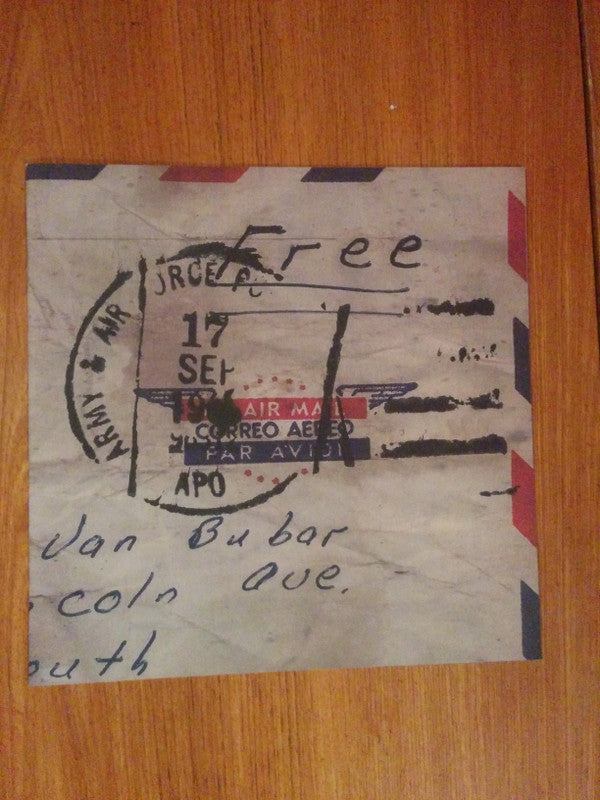 Free
ARMY & AIR
17
SEP
AIR MAIL
CORREO AEREO
PAR AVION
APO
Van Bubar
coln Ave.
outh